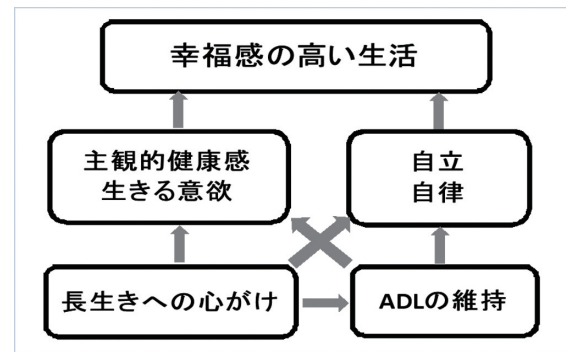 幸福感の高い生活
主観的健康感
生きる意欲
自立
自律
長生きへの心がけ
ADLの維持